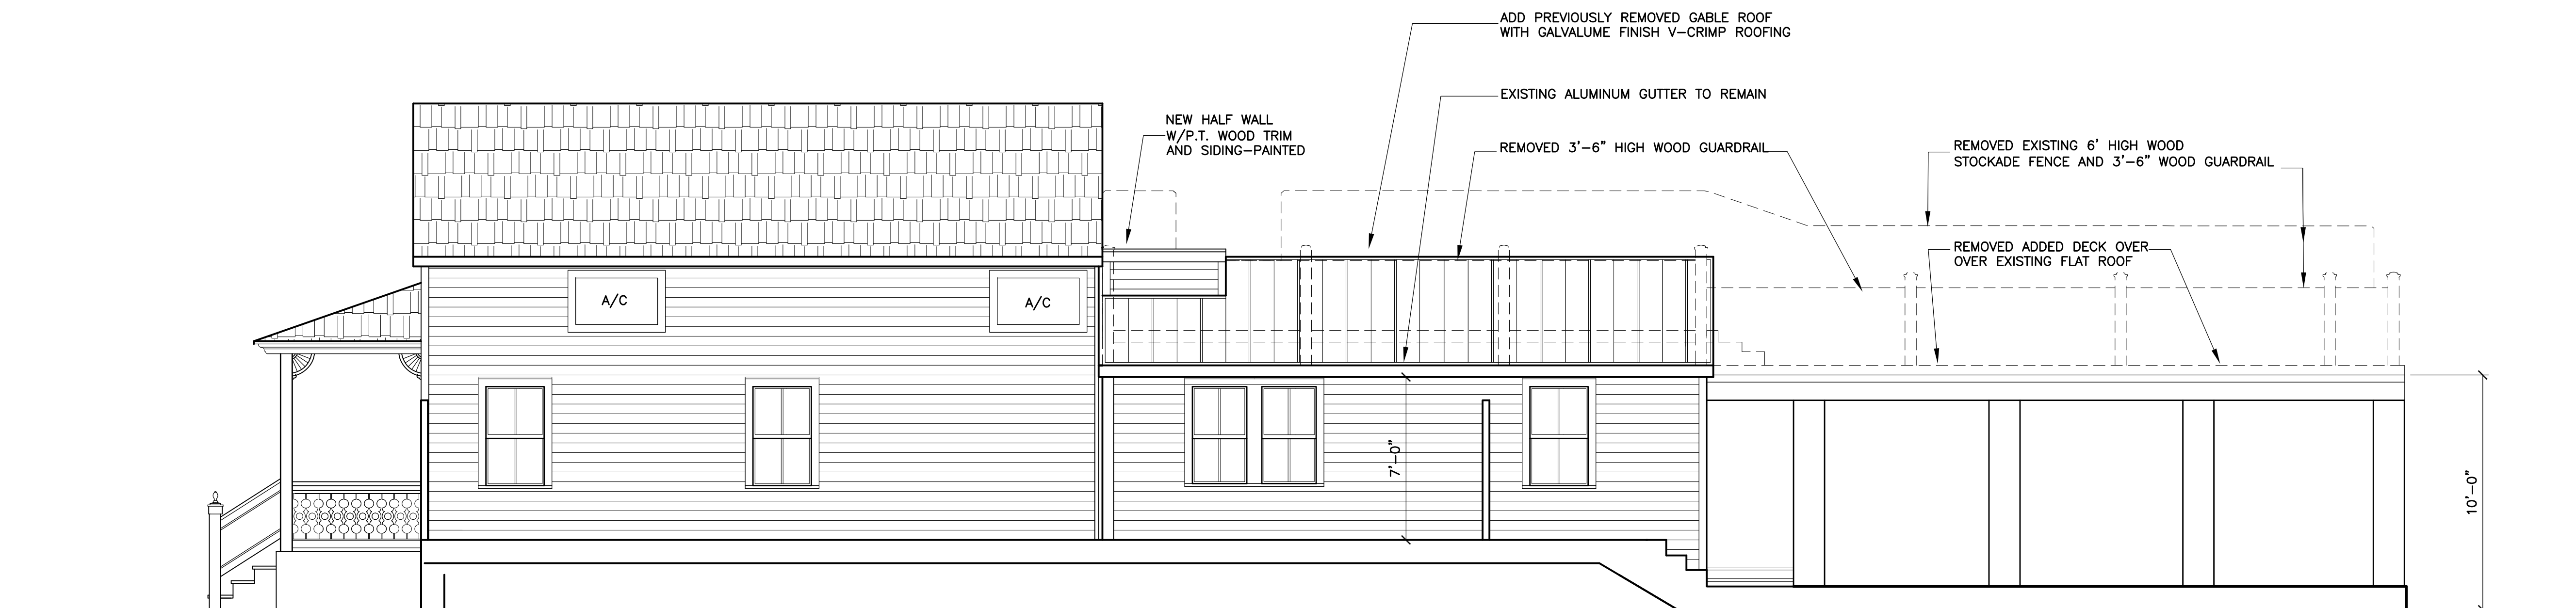 ADD PREVIOUSLY REMOVED GABLE ROOF
WITH GALVALUME FINISH V-CRIMP ROOFING
EXISTING ALUMINUM GUTTER TO REMAIN
NEW HALF WALL
W/P.T. WOOD TRIM
AND SIDING-PAINTED
REMOVED 3'-6" HIGH WOOD GUARDRAIL
REMOVED EXISTING 6' HIGH WOOD
STOCKADE FENCE AND 3'-6" WOOD GUARDRAIL
REMOVED ADDED DECK OVER
OVER EXISTING FLAT ROOF
A/C
A/C
7'-0"
10'-0"